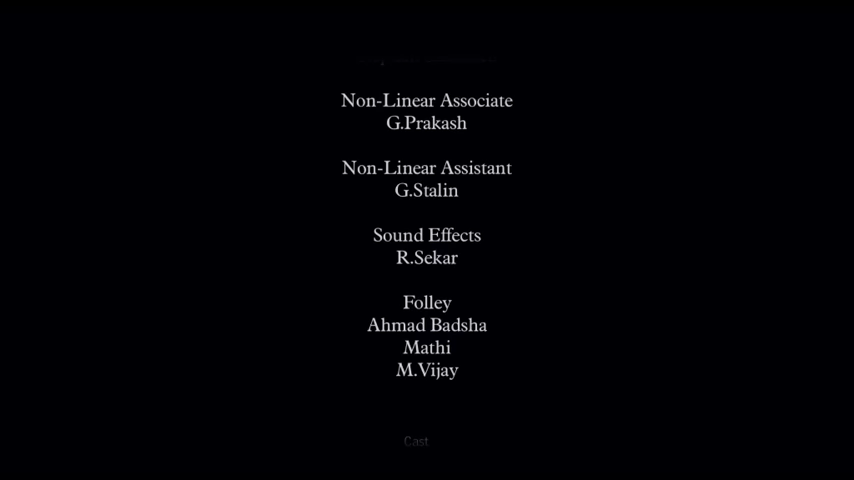 Non-Linear Associate
G.Prakash
Non-Linear Assistant
G.Stalin
Sound Effects
R.Sekar
Folley
Ahmad Badsha
Mathi
M.Vijay
Cast